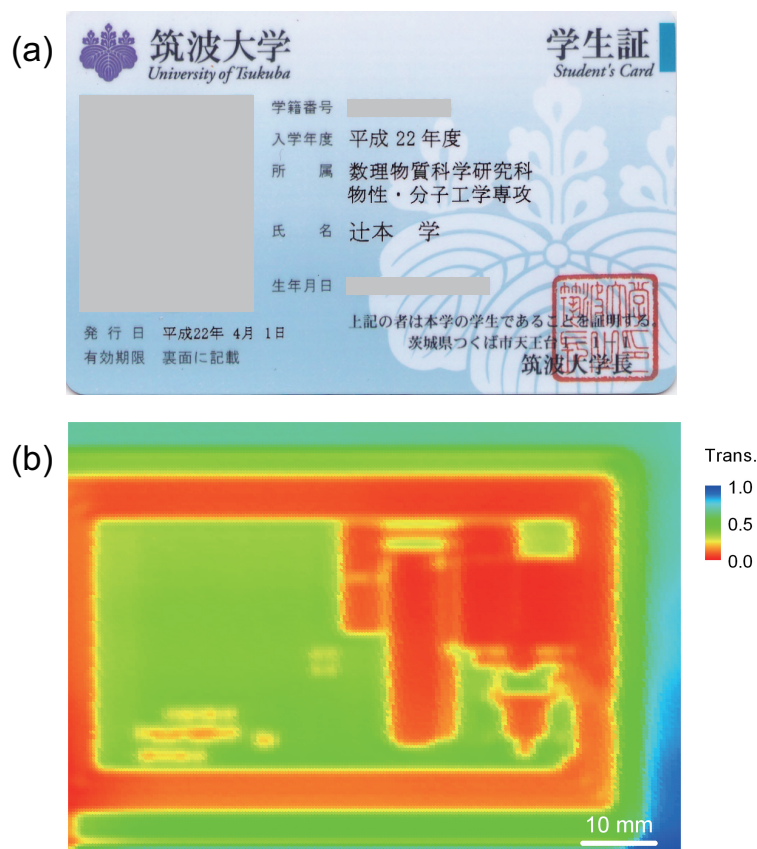 (a)
筑波大学
University of Tsukuba
学生証
Student's Card
学籍番号
入学年度 平成 22 年度
所 属 数理物質科学研究科
物性・分子工学専攻
氏 名 辻本 学
生年月日
発 行 日 平成22年 4月 1日
有効期限 裏面に記載
上記の者は本学の学生であることを証明する。
茨城県つくば市天王台
筑波大学長
(b)
Trans.
1.0
0.5
0.0
10 mm